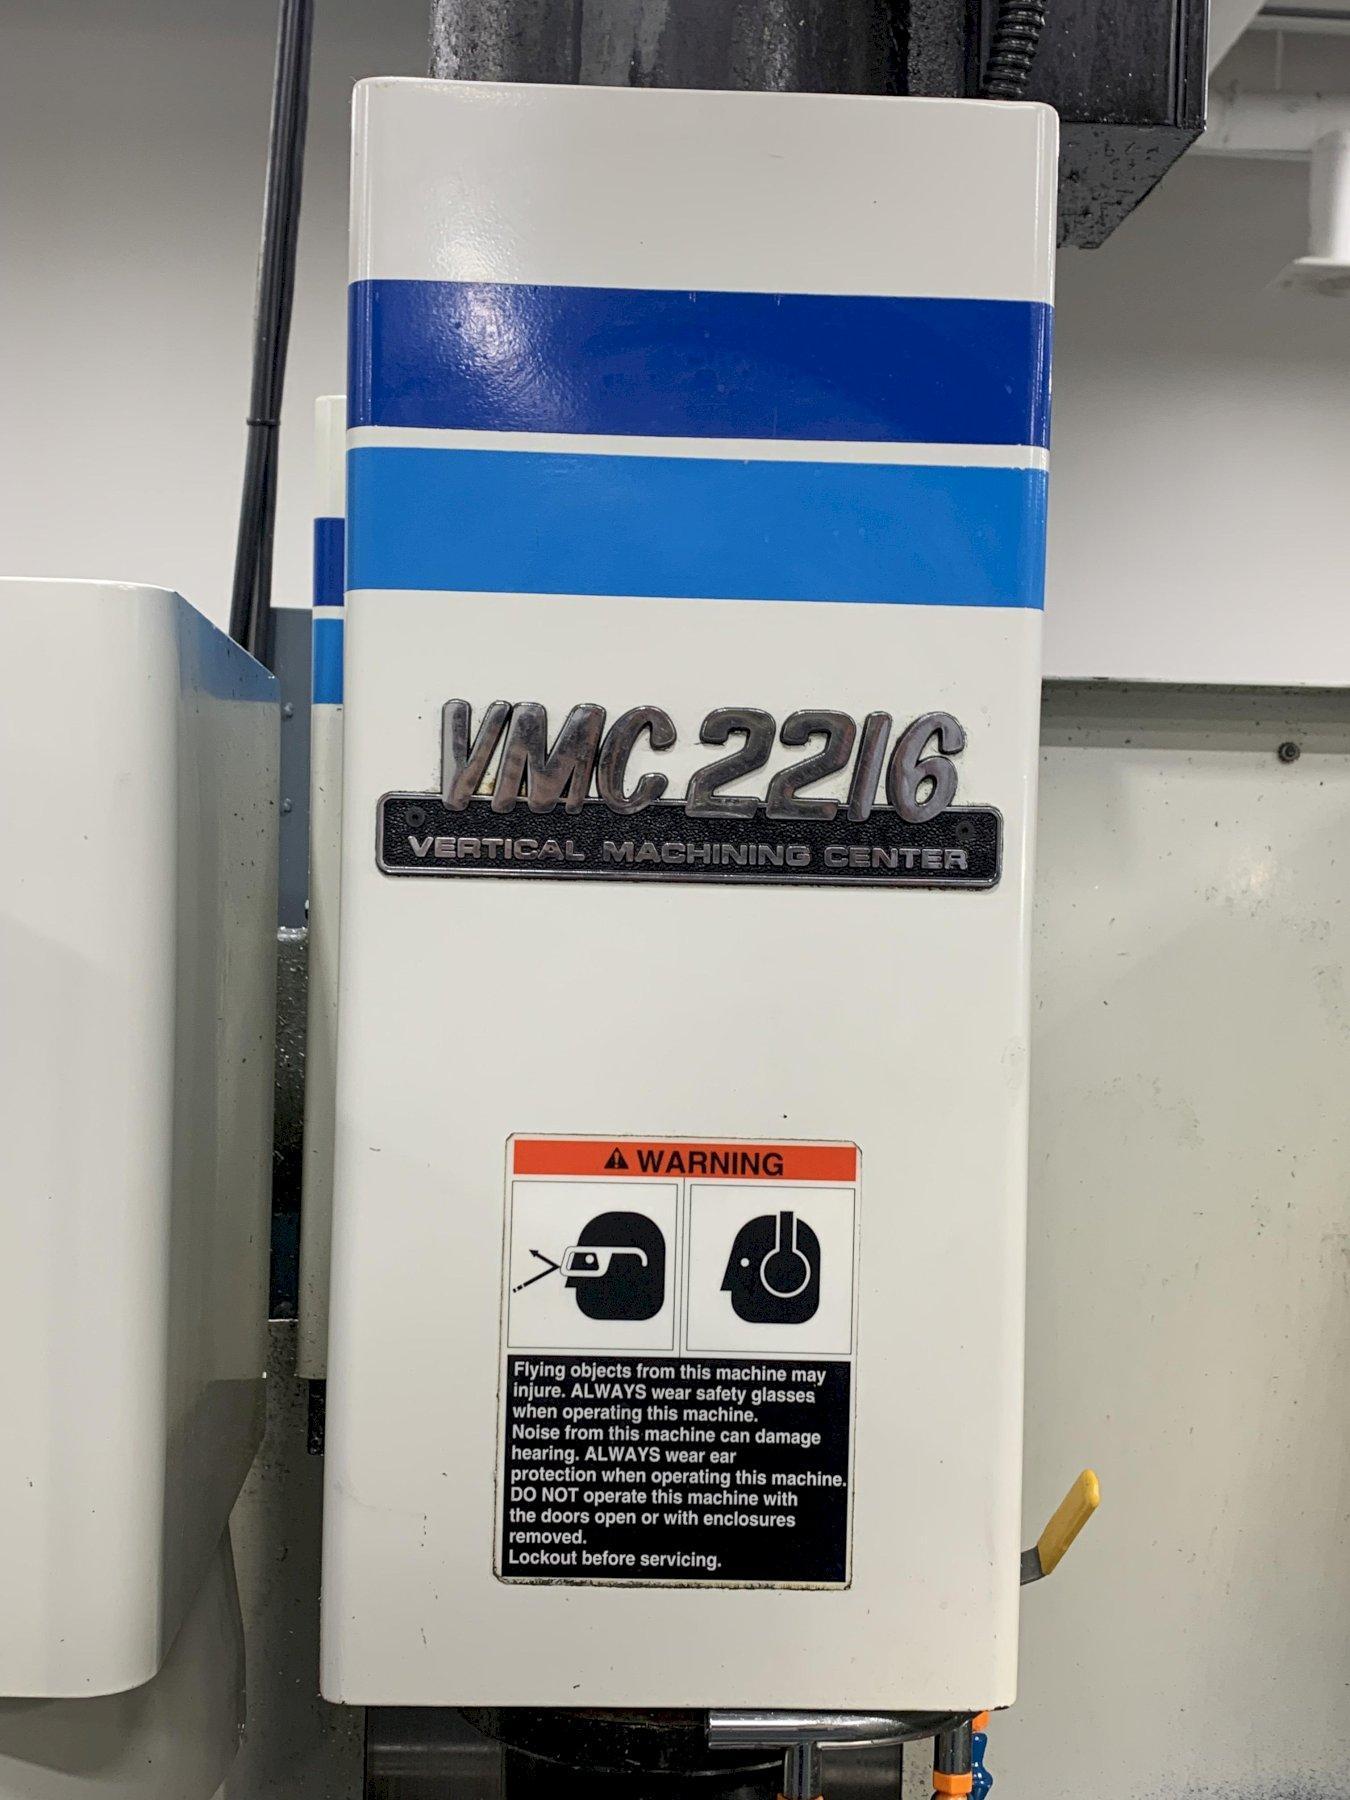 VMC 2216
VERTICAL MACHINING CENTER
WARNING
Flying objects from this machine may
injure. ALWAYS wear safety glasses
when operating this machine.
Noise from this machine can damage
hearing. ALWAYS wear ear
protection when operating this machine.
DO NOT operate this machine with
the doors open or with enclosures
removed.
Lockout before servicing.